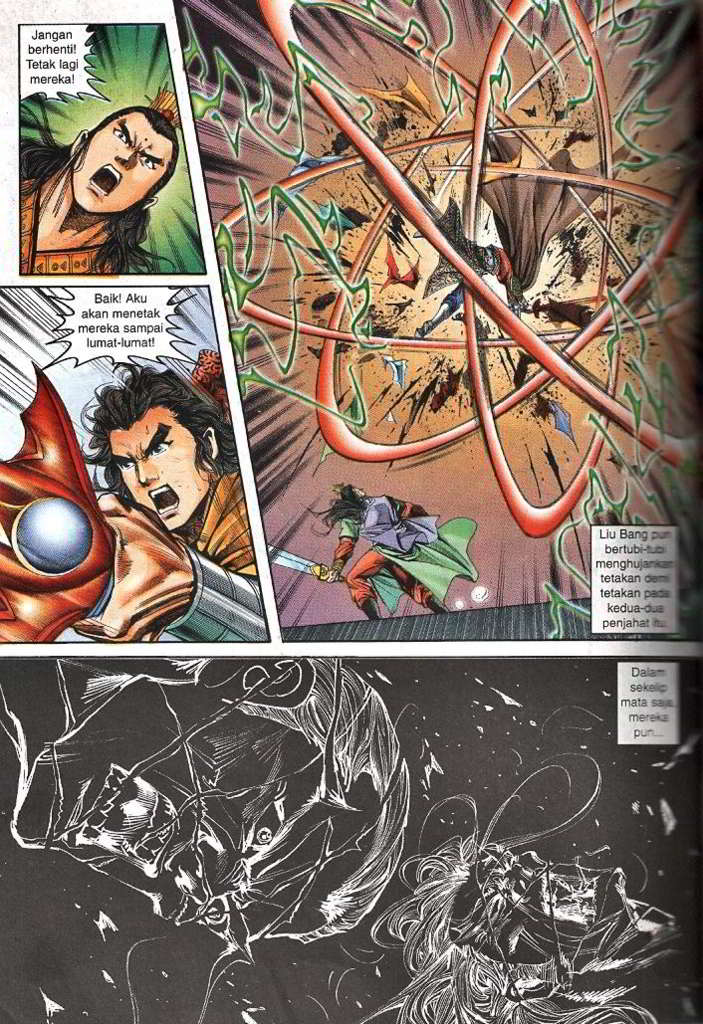 Jangan
berhenti!
Tetak lagi
mereka!
Baik! Aku
akan menetak
mereka sampai
lumat-lumat!
Liu Bang pun
bertubi-tubi
menghujankan
tetakan demi
tetakan pada
kedua-dua
penjahat itu.
Dalam
sekelip
mata saja,
mereka
pun...